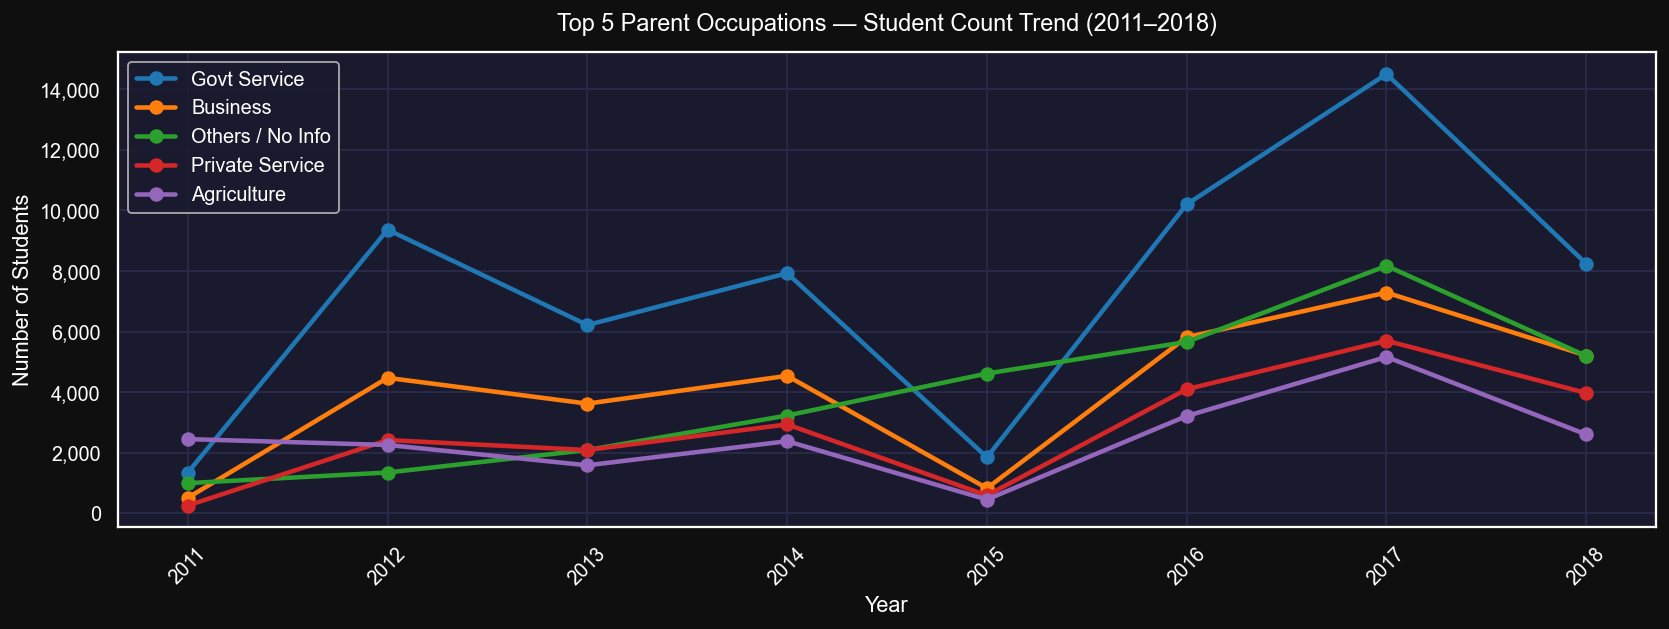 Top 5 Parent Occupations — Student Count Trend (2011–2018)
Govt Service
Business
Others / No Info
Private Service
Agriculture
Number of Students
14,000
12,000
10,000
8,000
6,000
4,000
2,000
0
2011
2012
2013
2014
2015
2016
2017
2018
Year